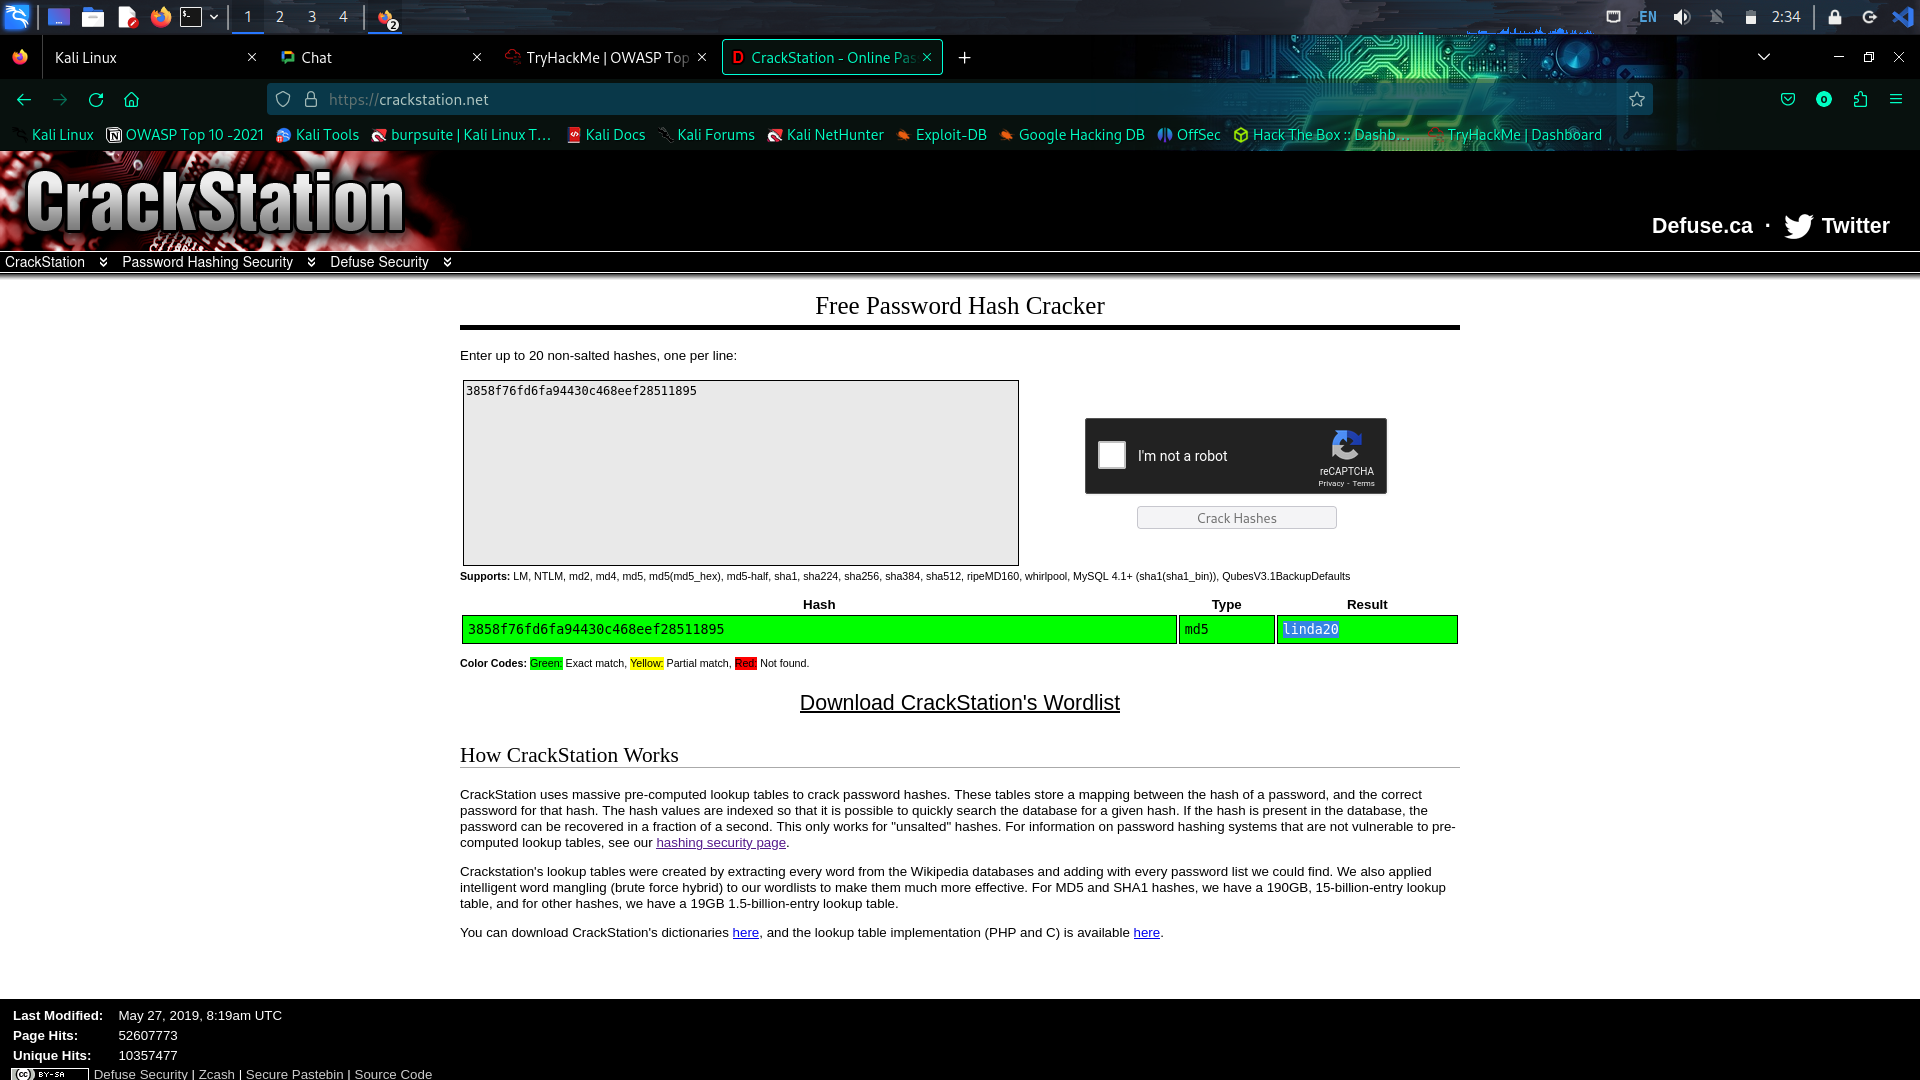 1 2 3 4 2 EN 2:34
Kali Linux Chat TryHackMe | OWASP Top CrackStation - Online Pas
https://crackstation.net
Kali Linux OWASP Top 10 -2021 Kali Tools burpsuite | Kali Linux T… Kali Docs Kali Forums Kali NetHunter Exploit-DB Google Hacking DB OffSec Hack The Box :: Dashb… TryHackMe | Dashboard
CrackStation
Defuse.ca · Twitter
CrackStation Password Hashing Security Defuse Security
Free Password Hash Cracker
Enter up to 20 non-salted hashes, one per line:
3858f76fd6fa94430c468eef28511895
I'm not a robot
reCAPTCHA
Privacy - Terms
Crack Hashes
Supports: LM, NTLM, md2, md4, md5, md5(md5_hex), md5-half, sha1, sha224, sha256, sha384, sha512, ripeMD160, whirlpool, MySQL 4.1+ (sha1(sha1_bin)), QubesV3.1BackupDefaults
Hash Type Result
3858f76fd6fa94430c468eef28511895 md5 linda20
Color Codes: Green: Exact match, Yellow: Partial match, Red: Not found.
Download CrackStation's Wordlist
How CrackStation Works
CrackStation uses massive pre-computed lookup tables to crack password hashes. These tables store a mapping between the hash of a password, and the correct
password for that hash. The hash values are indexed so that it is possible to quickly search the database for a given hash. If the hash is present in the database, the
password can be recovered in a fraction of a second. This only works for "unsalted" hashes. For information on password hashing systems that are not vulnerable to pre-
computed lookup tables, see our hashing security page.
Crackstation's lookup tables were created by extracting every word from the Wikipedia databases and adding with every password list we could find. We also applied
intelligent word mangling (brute force hybrid) to our wordlists to make them much more effective. For MD5 and SHA1 hashes, we have a 190GB, 15-billion-entry lookup
table, and for other hashes, we have a 19GB 1.5-billion-entry lookup table.
You can download CrackStation's dictionaries here, and the lookup table implementation (PHP and C) is available here.
Last Modified: May 27, 2019, 8:19am UTC
Page Hits: 52607773
Unique Hits: 10357477
cc BY-SA Defuse Security | Zcash | Secure Pastebin | Source Code